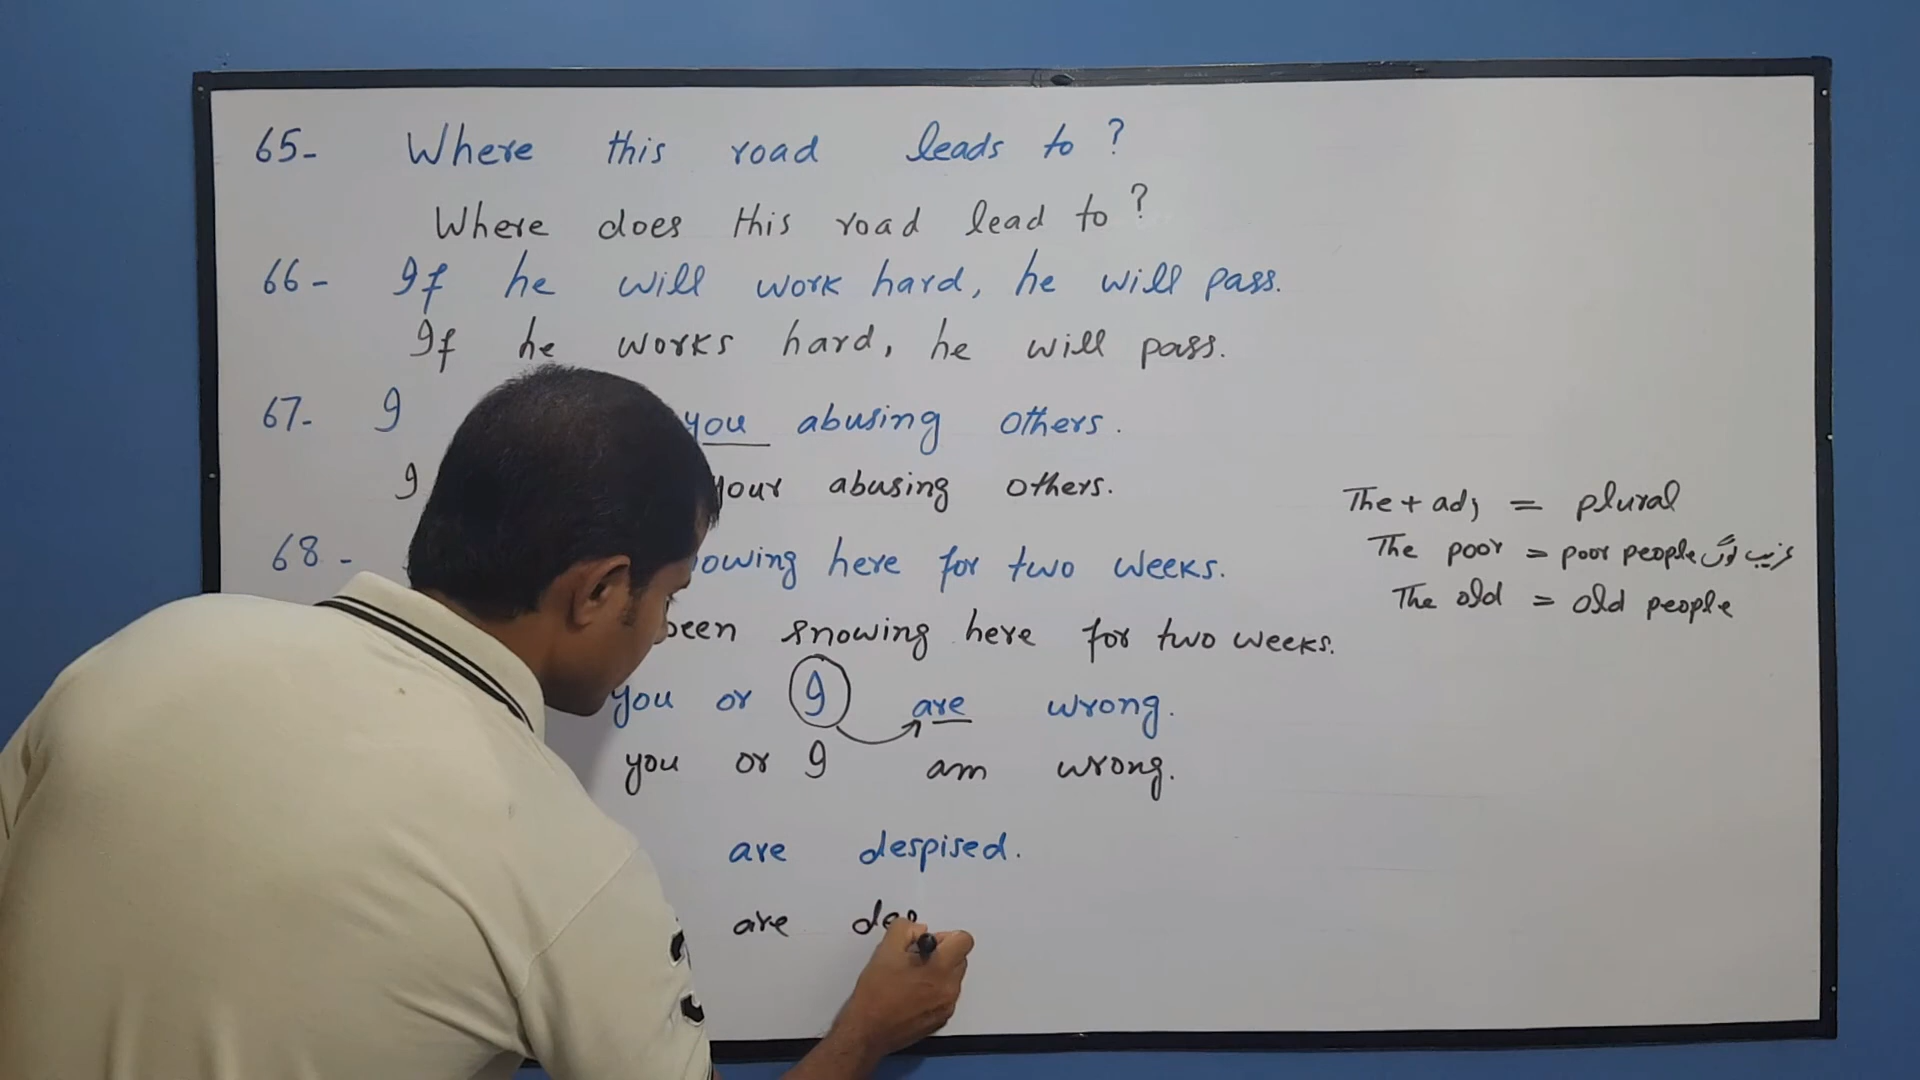 65- Where this road leads to?
Where does this road lead to?
66- If he will work hard, he will pass.
If he works hard, he will pass.
67- I you abusing others.
I your abusing others.
The + adj = plural
The poor = poor people غریب لوگ
The old = old people
68- here for two weeks.
been snowing here for two weeks.
you or I are wrong.
you or I am wrong.
are despised.
are